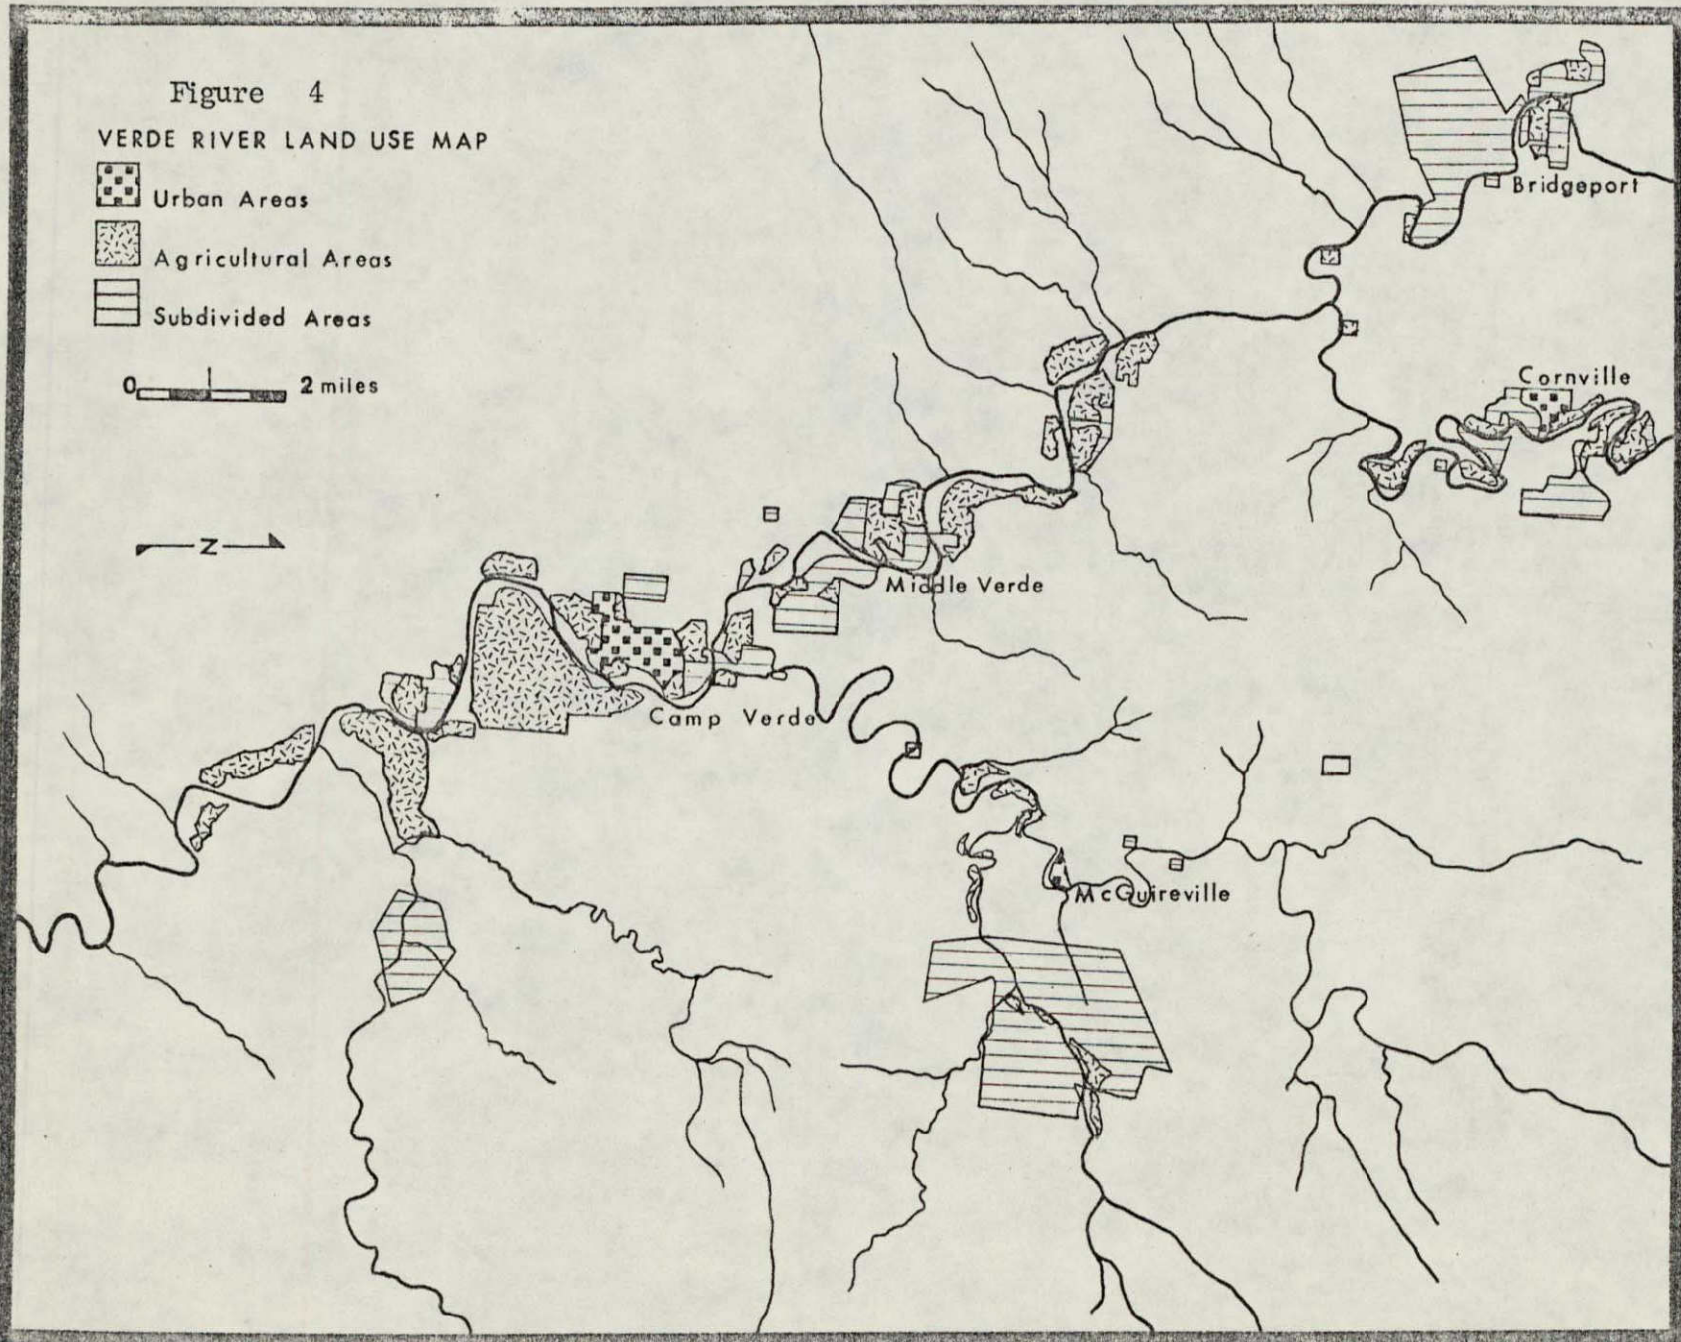 Figure 4
VERDE RIVER LAND USE MAP
Urban Areas
Agricultural Areas
Subdivided Areas
0 2 miles
Bridgeport
Cornville
N
Middle Verde
Camp Verde
McGuireville